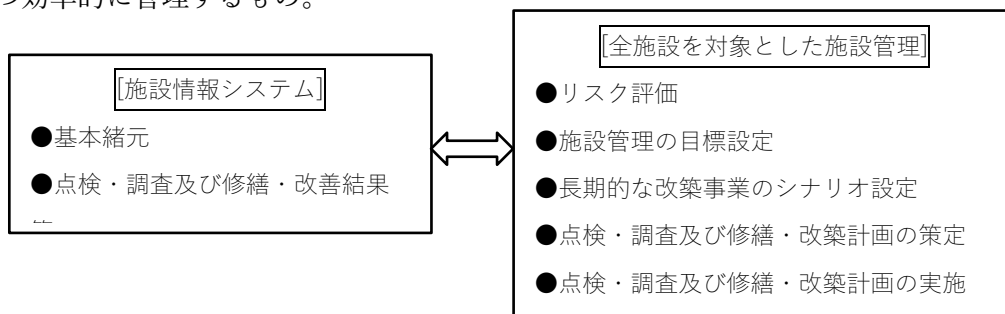 つ効率的に管理するもの。
[施設情報システム]
●基本緒元
●点検・調査及び修繕・改善結果
[全施設を対象とした施設管理]
●リスク評価
●施設管理の目標設定
●長期的な改築事業のシナリオ設定
●点検・調査及び修繕・改築計画の策定
●点検・調査及び修繕・改築計画の実施